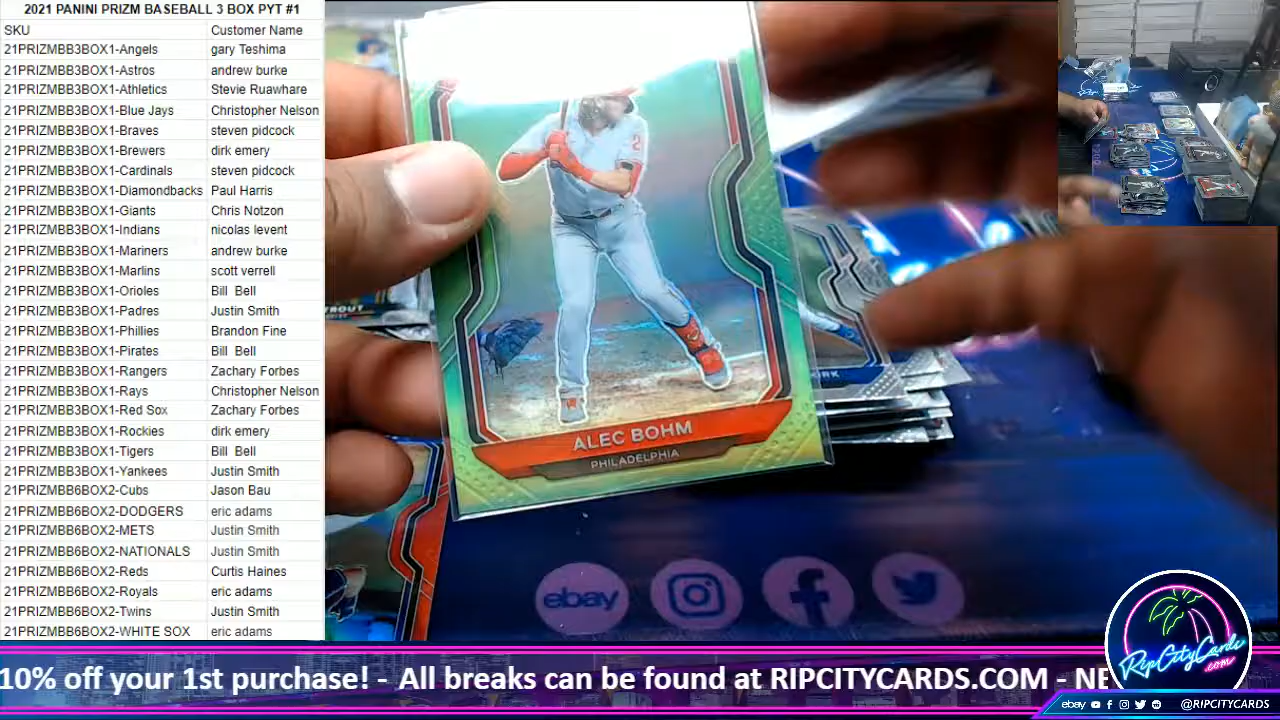 2021 PANINI PRIZM BASEBALL 3 BOX PYT #1
SKU Customer Name
21PRIZMBB3BOX1-Angels gary Teshima
21PRIZMBB3BOX1-Astros andrew burke
21PRIZMBB3BOX1-Athletics Stevie Ruawhare
21PRIZMBB3BOX1-Blue Jays Christopher Nelson
21PRIZMBB3BOX1-Braves steven pidcock
21PRIZMBB3BOX1-Brewers dirk emery
21PRIZMBB3BOX1-Cardinals steven pidcock
21PRIZMBB3BOX1-Diamondbacks Paul Harris
21PRIZMBB3BOX1-Giants Chris Notzon
21PRIZMBB3BOX1-Indians nicolas levent
21PRIZMBB3BOX1-Mariners andrew burke
21PRIZMBB3BOX1-Marlins scott verrell
21PRIZMBB3BOX1-Orioles Bill Bell
21PRIZMBB3BOX1-Padres Justin Smith
21PRIZMBB3BOX1-Phillies Brandon Fine
21PRIZMBB3BOX1-Pirates Bill Bell
21PRIZMBB3BOX1-Rangers Zachary Forbes
21PRIZMBB3BOX1-Rays Christopher Nelson
21PRIZMBB3BOX1-Red Sox Zachary Forbes
21PRIZMBB3BOX1-Rockies dirk emery
21PRIZMBB3BOX1-Tigers Bill Bell
21PRIZMBB3BOX1-Yankees Justin Smith
21PRIZMBB6BOX2-Cubs Jason Bau
21PRIZMBB6BOX2-DODGERS eric adams
21PRIZMBB6BOX2-METS Justin Smith
21PRIZMBB6BOX2-NATIONALS Justin Smith
21PRIZMBB6BOX2-Reds Curtis Haines
21PRIZMBB6BOX2-Royals eric adams
21PRIZMBB6BOX2-Twins Justin Smith
21PRIZMBB6BOX2-WHITE SOX eric adams
2
ALEC BOHM
PHILADELPHIA
ebay
RipCityCards
.com
10% off your 1st purchase! - All breaks can be found at RIPCITYCARDS.COM - NE
ebay @RIPCITYCARDS